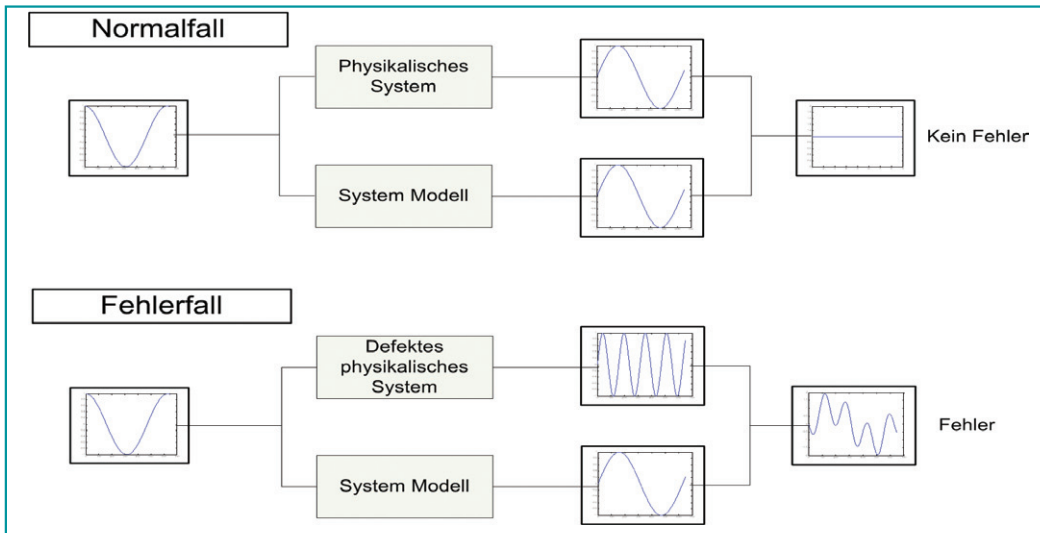 Normalfall
Physikalisches
System
System Modell
Kein Fehler
Fehlerfall
Defektes
physikalisches
System
System Modell
Fehler